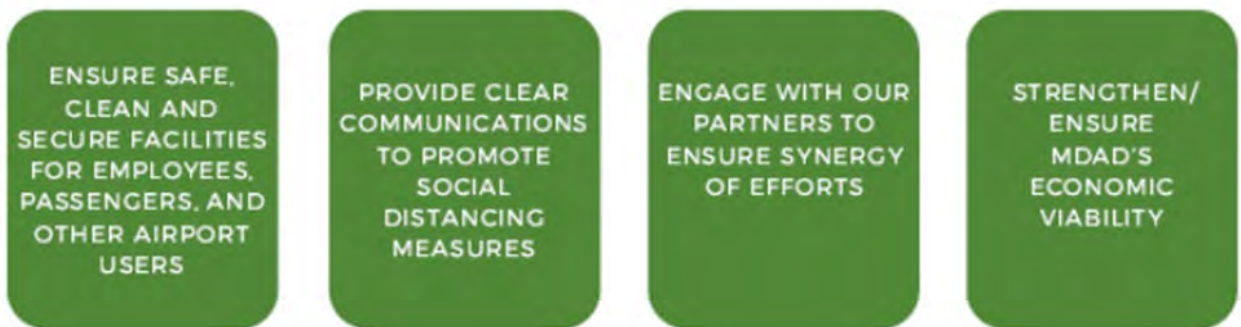 ENSURE SAFE,
CLEAN AND
SECURE FACILITIES
FOR EMPLOYEES,
PASSENGERS, AND
OTHER AIRPORT
USERS
PROVIDE CLEAR
COMMUNICATIONS
TO PROMOTE
SOCIAL
DISTANCING
MEASURES
ENGAGE WITH OUR
PARTNERS TO
ENSURE SYNERGY
OF EFFORTS
STRENGTHEN/
ENSURE
MDAD'S
ECONOMIC
VIABILITY